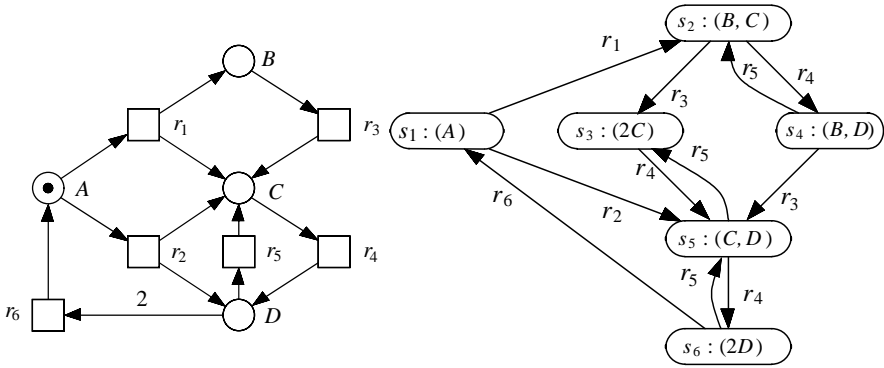 B
r1
r3
A
C
r2
r5
r4
2
r6
D
s2 : (B, C)
r1
r5
r4
r3
s1 : (A)
s3 : (2C)
s4 : (B, D)
r5
r4
r6
r2
r3
s5 : (C, D)
r5
r4
s6 : (2D)